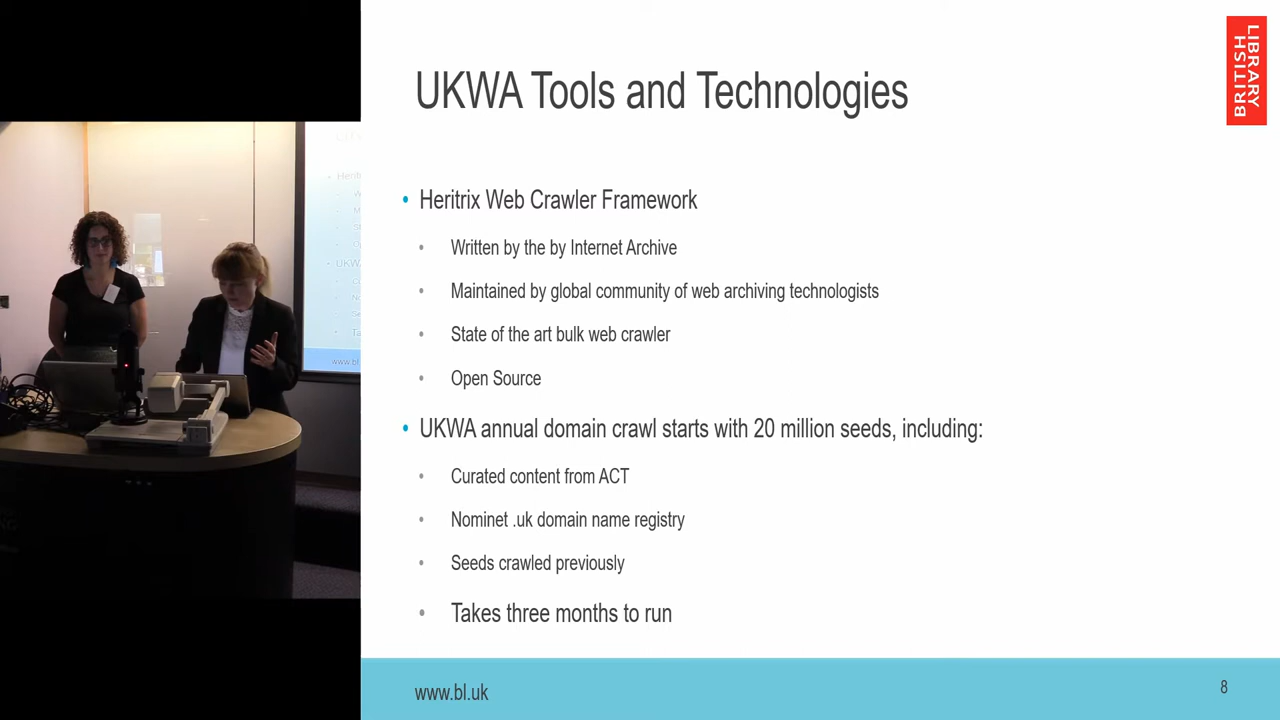 LIBRARY
BRITISH
UKWA Tools and Technologies
• Heritrix Web Crawler Framework
• Written by the by Internet Archive
• Maintained by global community of web archiving technologists
• State of the art bulk web crawler
• Open Source
• UKWA annual domain crawl starts with 20 million seeds, including:
• Curated content from ACT
• Nominet .uk domain name registry
• Seeds crawled previously
• Takes three months to run
www.bl.uk
8
www.bl